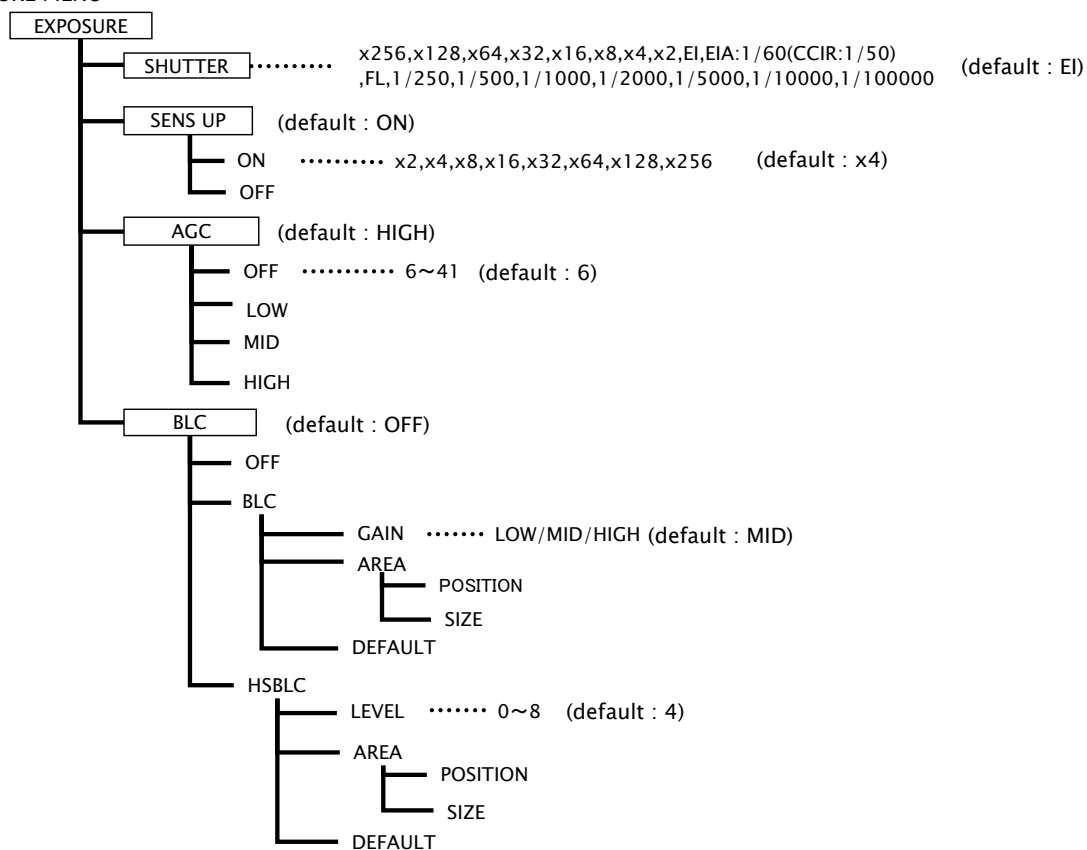 EXPOSURE
SHUTTER ········· x256,x128,x64,x32,x16,x8,x4,x2,EI,EIA:1/60(CCIR:1/50)
,FL,1/250,1/500,1/1000,1/2000,1/5000,1/10000,1/100000 (default : EI)
SENS UP (default : ON)
ON ·········· x2,x4,x8,x16,x32,x64,x128,x256 (default : x4)
OFF
AGC (default : HIGH)
OFF ··········· 6~41 (default : 6)
LOW
MID
HIGH
BLC (default : OFF)
OFF
BLC
GAIN ······· LOW/MID/HIGH (default : MID)
AREA
POSITION
SIZE
DEFAULT
HSBLC
LEVEL ······· 0~8 (default : 4)
AREA
POSITION
SIZE
DEFAULT